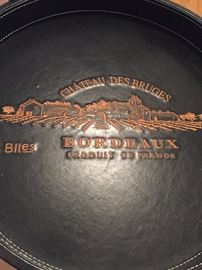 CHATEAU DES BRUGES
Blles
BORDEAUX
PRODUIT DE FRANCE